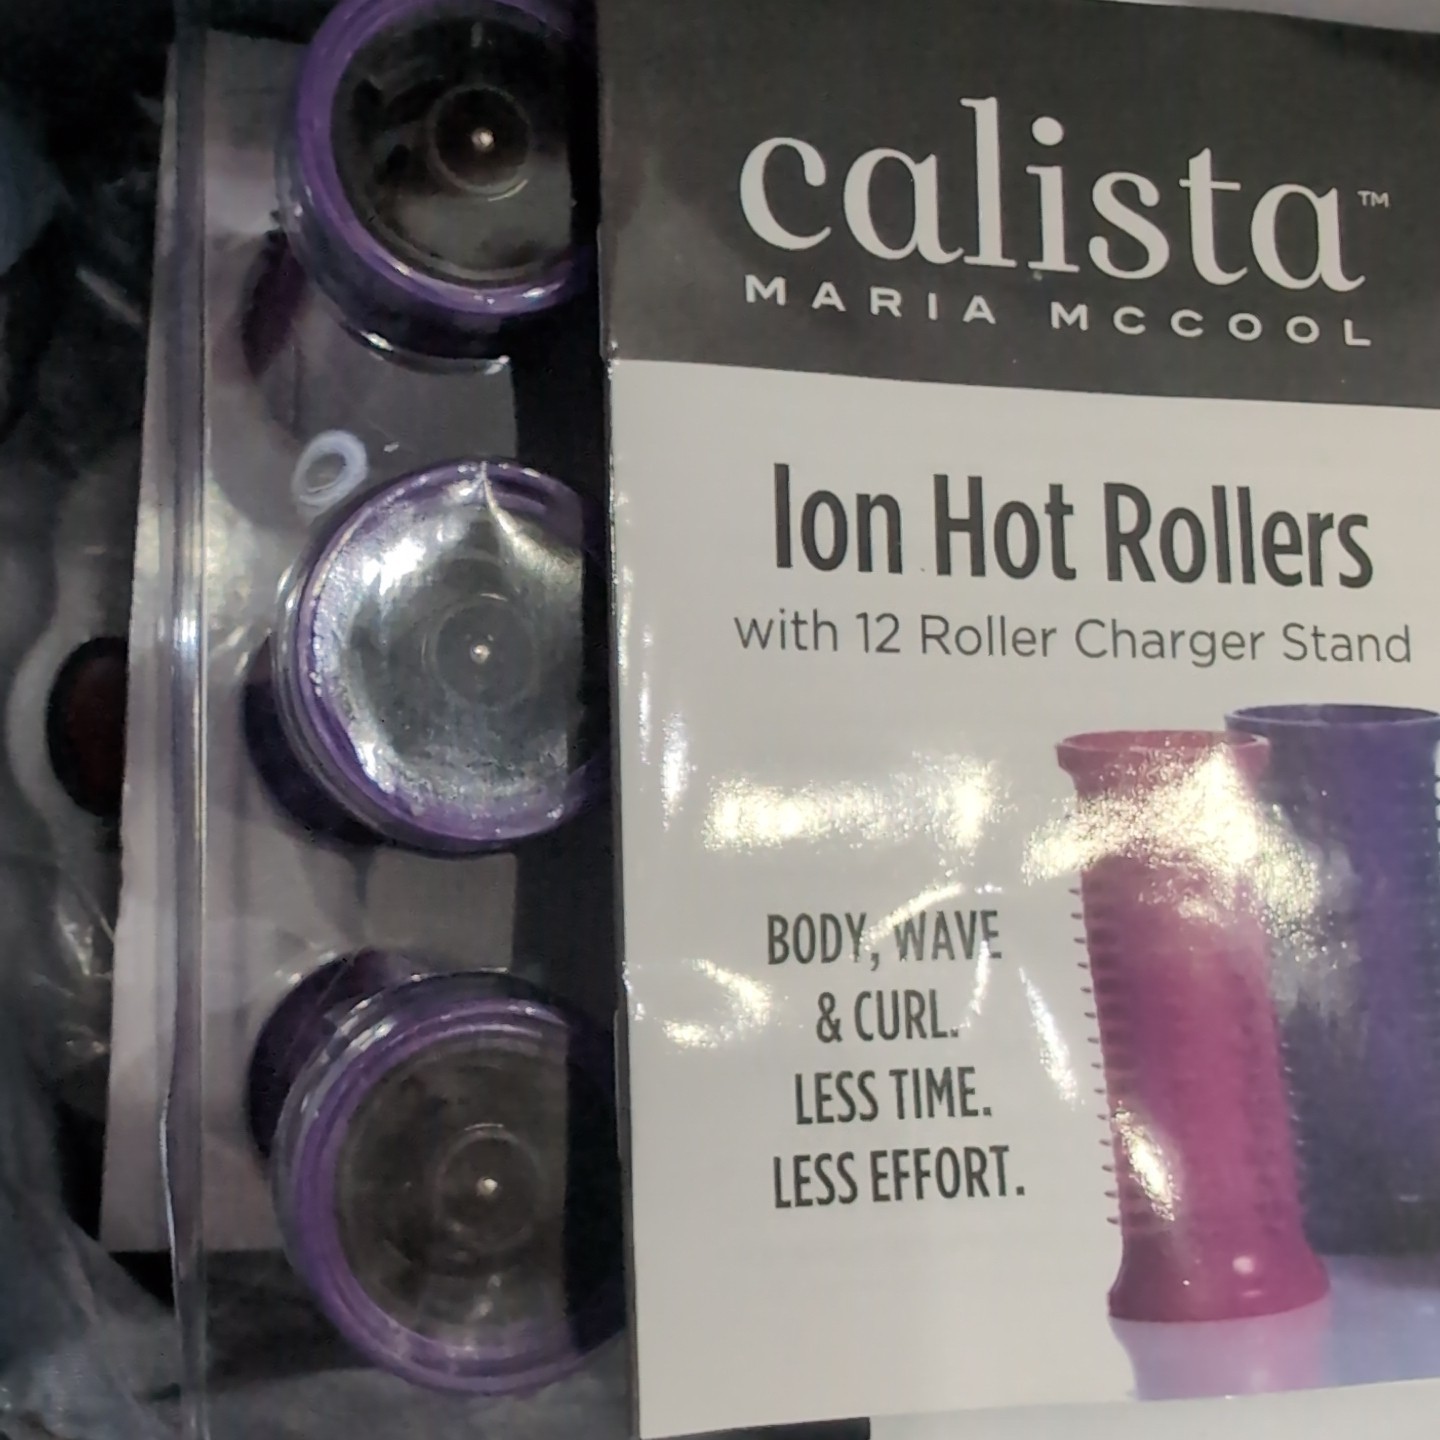 calista™
MARIA MCCOOL
Ion Hot Rollers
with 12 Roller Charger Stand
BODY, WAVE
& CURL.
LESS TIME.
LESS EFFORT.